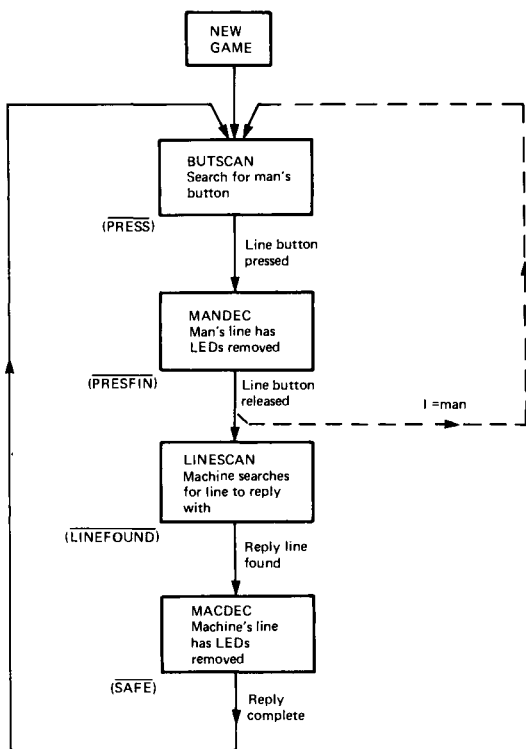 NEW
GAME
BUTSCAN
Search for man's
button
(PRESS)
Line button
pressed
MANDEC
Man's line has
LEDs removed
(PRESFIN)
Line button
released
I =man
LINESCAN
Machine searches
for line to reply
with
(LINEFOUND)
Reply line
found
MACDEC
Machine's line
has LEDs
removed
(SAFE)
Reply
complete